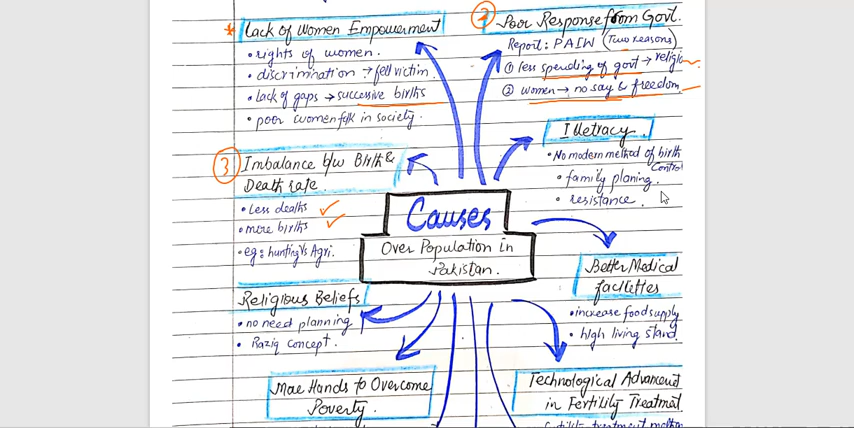 * Lack of Women Empowerment
• rights of women.
• discrimination → fell victim.
• lack of gaps → successive births
• poor womenfolk in society.
② Poor Response from Govt.
Report: PAIW (Two reasons)
① less spending of govt → religio
② women → no say & freedom.
Illetracy.
• No modern method of birth control
• family planing.
• resistance.
③ Imbalance b/w Birth &
Death rate.
• Less deaths ✓
• more births ✓
• eg: hunting vs Agri.
Causes
Over Population in
Pakistan.
Better Medical
facilettes
• increase food supply
• high living stand.
Religious Beliefs
• no need planning
• Raziq concept.
Moe Hands to Overcome
Poverty.
Technological Advancment
in Fertility Treatment